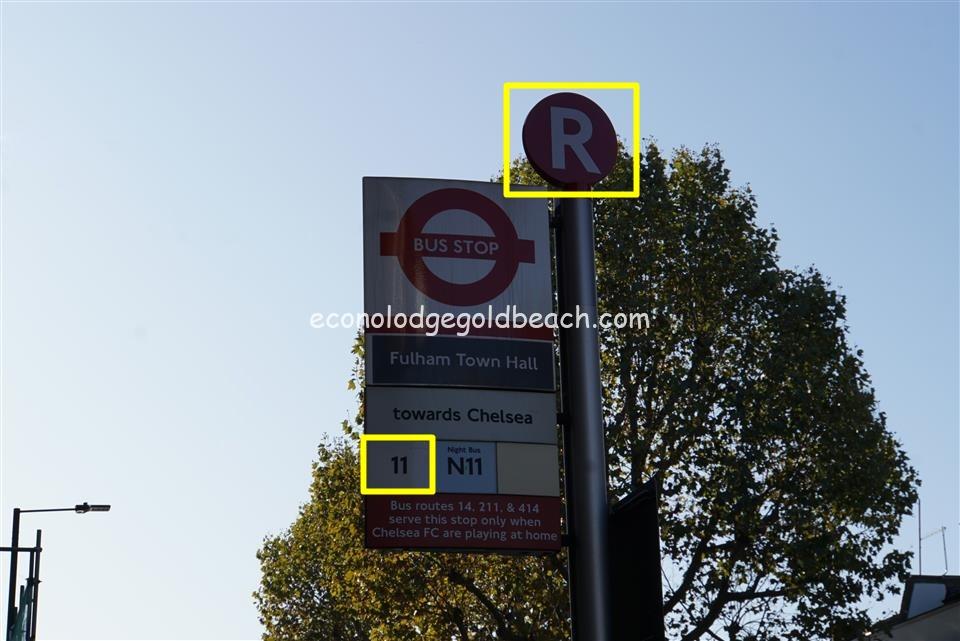 R
BUS STOP
econolodgegoldbeach.com
Fulham Town Hall
towards Chelsea
11
Night Bus
N11
Bus routes 14, 211, & 414
serve this stop only when
Chelsea FC are playing at home